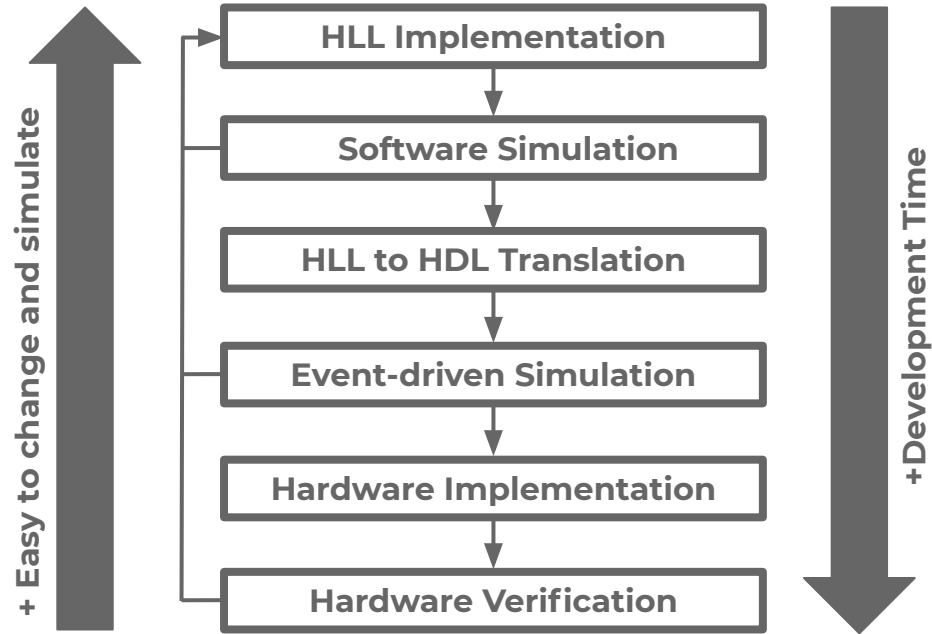 HLL Implementation
Software Simulation
HLL to HDL Translation
Event-driven Simulation
Hardware Implementation
Hardware Verification
+ Easy to change and simulate
+Development Time